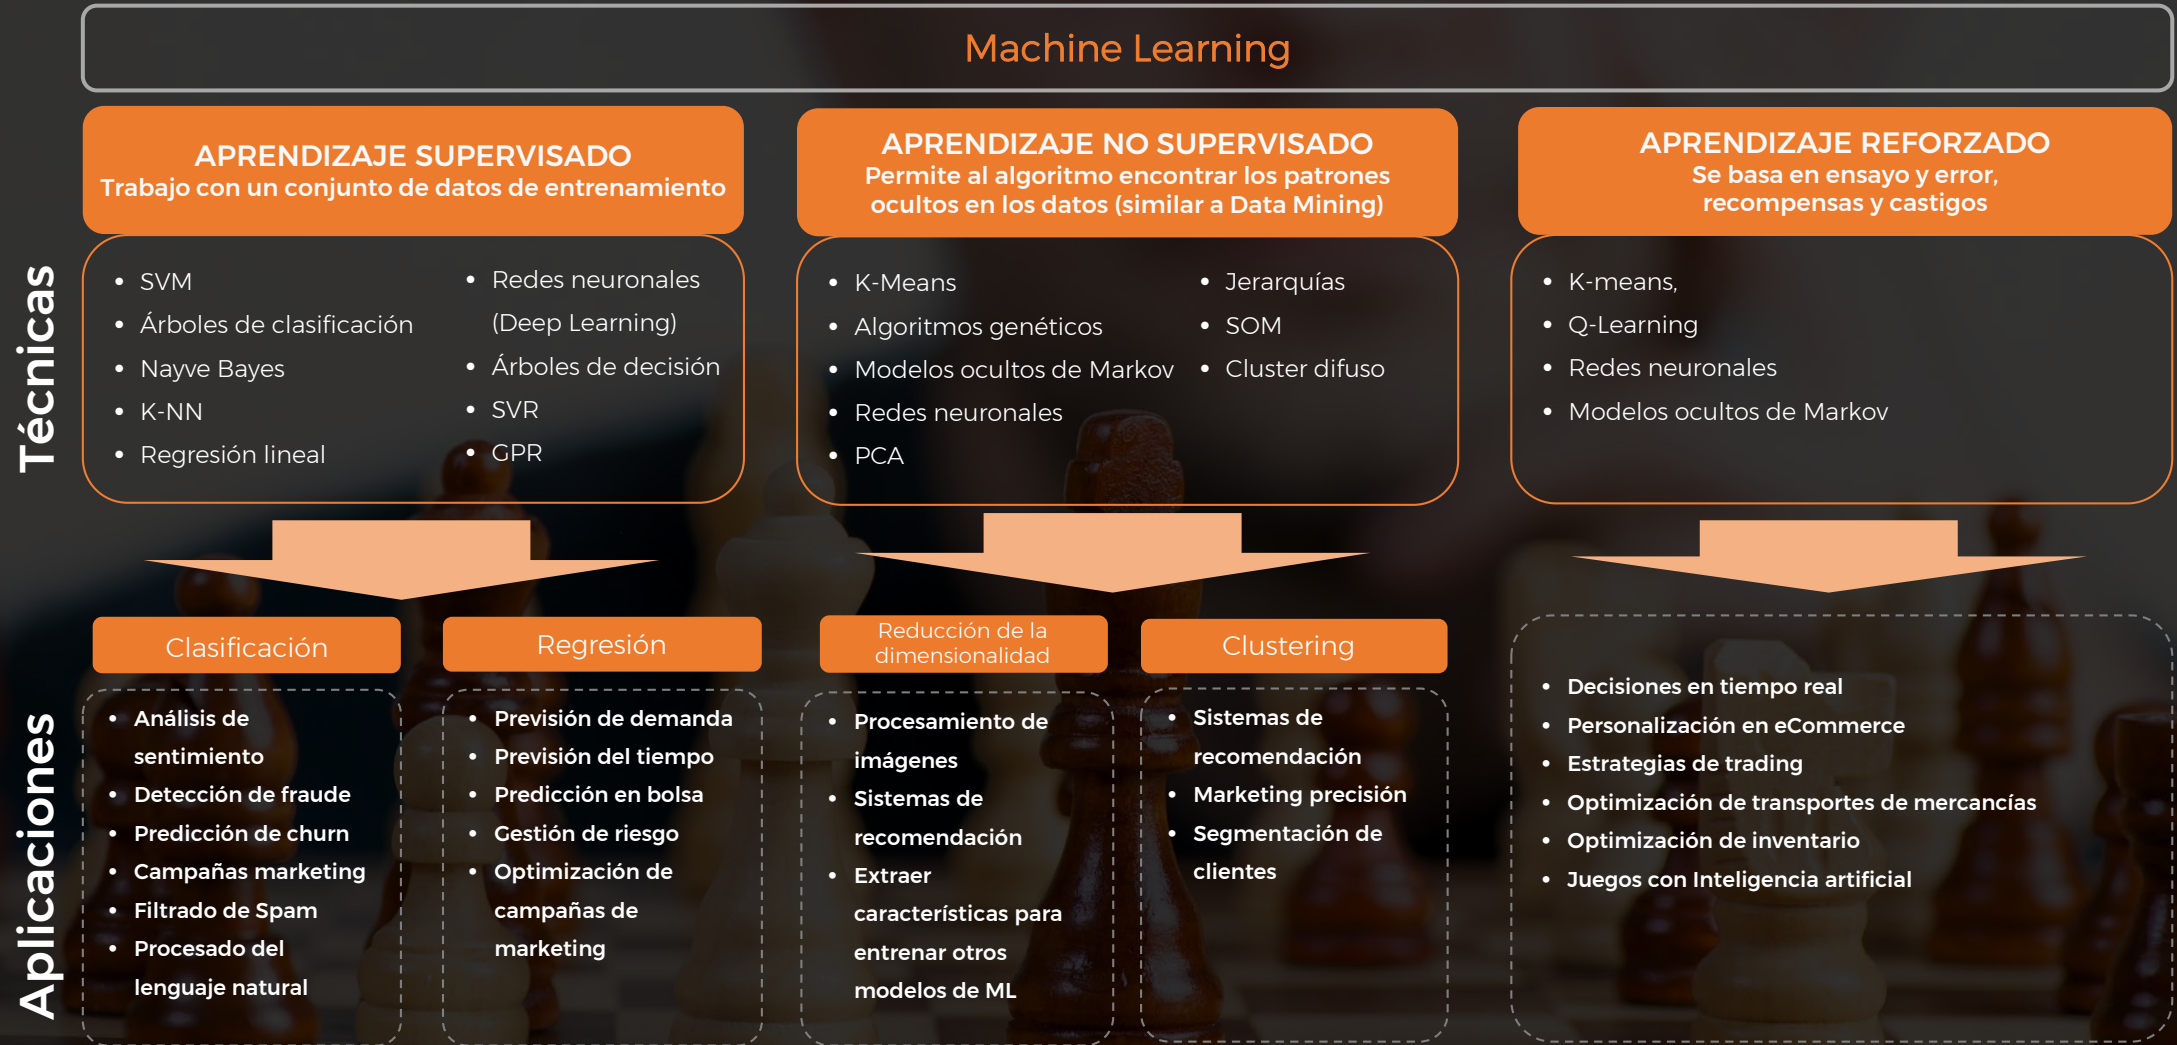 Machine Learning
APRENDIZAJE SUPERVISADO
Trabajo con un conjunto de datos de entrenamiento
APRENDIZAJE NO SUPERVISADO
Permite al algoritmo encontrar los patrones
ocultos en los datos (similar a Data Mining)
APRENDIZAJE REFORZADO
Se basa en ensayo y error,
recompensas y castigos
Técnicas
• SVM
• Árboles de clasificación
• Nayve Bayes
• K-NN
• Regresión lineal
• Redes neuronales
(Deep Learning)
• Árboles de decisión
• SVR
• GPR
• K-Means
• Algoritmos genéticos
• Modelos ocultos de Markov
• Redes neuronales
• PCA
• Jerarquías
• SOM
• Cluster difuso
• K-means,
• Q-Learning
• Redes neuronales
• Modelos ocultos de Markov
Aplicaciones
Clasificación
• Análisis de
sentimiento
• Detección de fraude
• Predicción de churn
• Campañas marketing
• Filtrado de Spam
• Procesado del
lenguaje natural
Regresión
• Previsión de demanda
• Previsión del tiempo
• Predicción en bolsa
• Gestión de riesgo
• Optimización de
campañas de
marketing
Reducción de la
dimensionalidad
• Procesamiento de
imágenes
• Sistemas de
recomendación
• Extraer
características para
entrenar otros
modelos de ML
Clustering
• Sistemas de
recomendación
• Marketing precisión
• Segmentación de
clientes
• Decisiones en tiempo real
• Personalización en eCommerce
• Estrategias de trading
• Optimización de transportes de mercancías
• Optimización de inventario
• Juegos con Inteligencia artificial